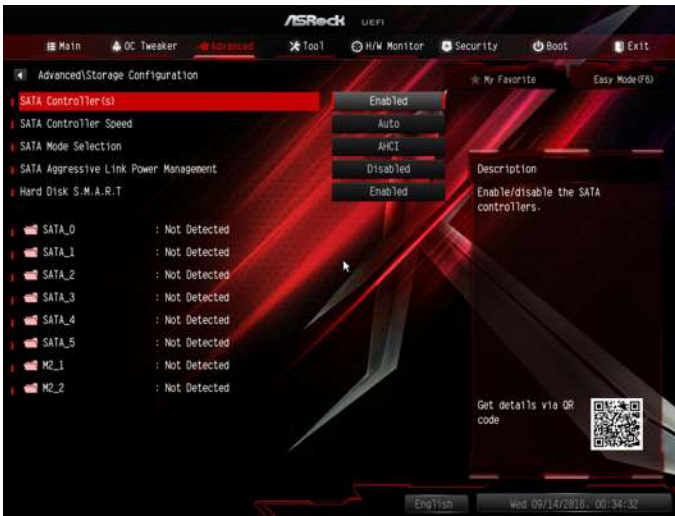 ASRock UEFI
Main OC Tweaker Advanced Tool H/W Monitor Security Boot Exit
Advanced\Storage Configuration
My Favorite Easy Mode(F6)
SATA Controller(s) Enabled
SATA Controller Speed Auto
SATA Mode Selection AHCI
SATA Aggressive Link Power Management Disabled
Hard Disk S.M.A.R.T Enabled
Description
Enable/disable the SATA
controllers.
SATA_0 : Not Detected
SATA_1 : Not Detected
SATA_2 : Not Detected
SATA_3 : Not Detected
SATA_4 : Not Detected
SATA_5 : Not Detected
M2_1 : Not Detected
M2_2 : Not Detected
Get details via QR
code
English Wed 09/14/2816, 00:34:32